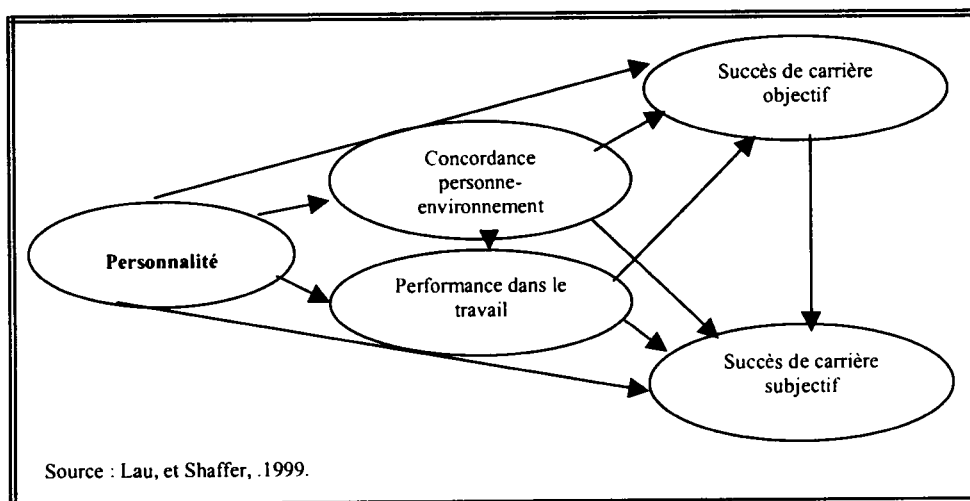 Succès de carrière
objectif
Concordance
personne-
environnement
Personnalité
Performance dans le
travail
Succès de carrière
subjectif
Source : Lau, et Shaffer, .1999.